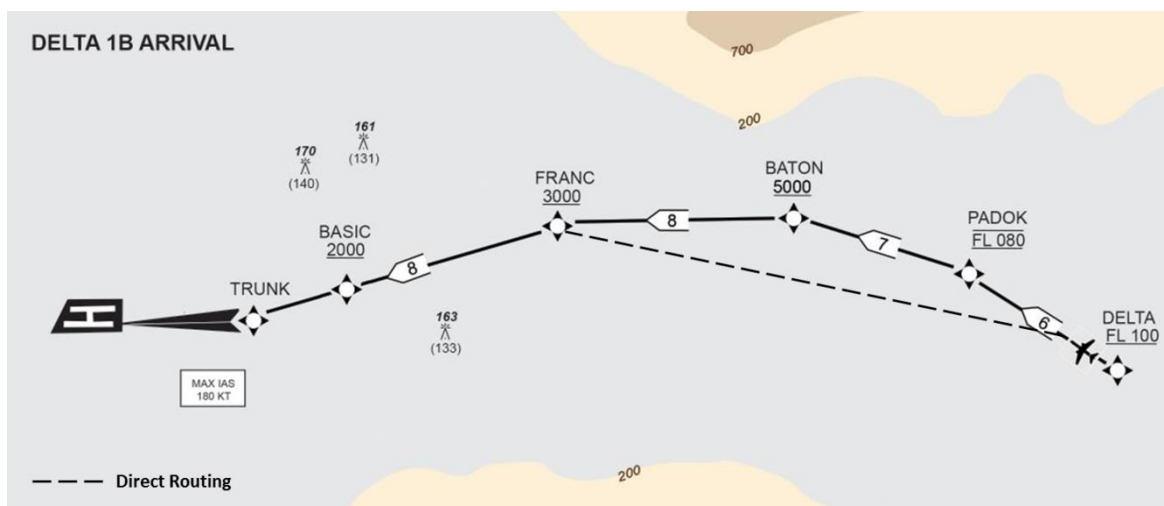 DELTA 1B ARRIVAL
700
200
161
(131)
170
(140)
FRANC
3000
BATON
5000
8
7
PADOK
FL 080
BASIC
2000
8
TRUNK
6
DELTA
FL 100
163
(133)
MAX IAS
180 KT
200
Direct Routing